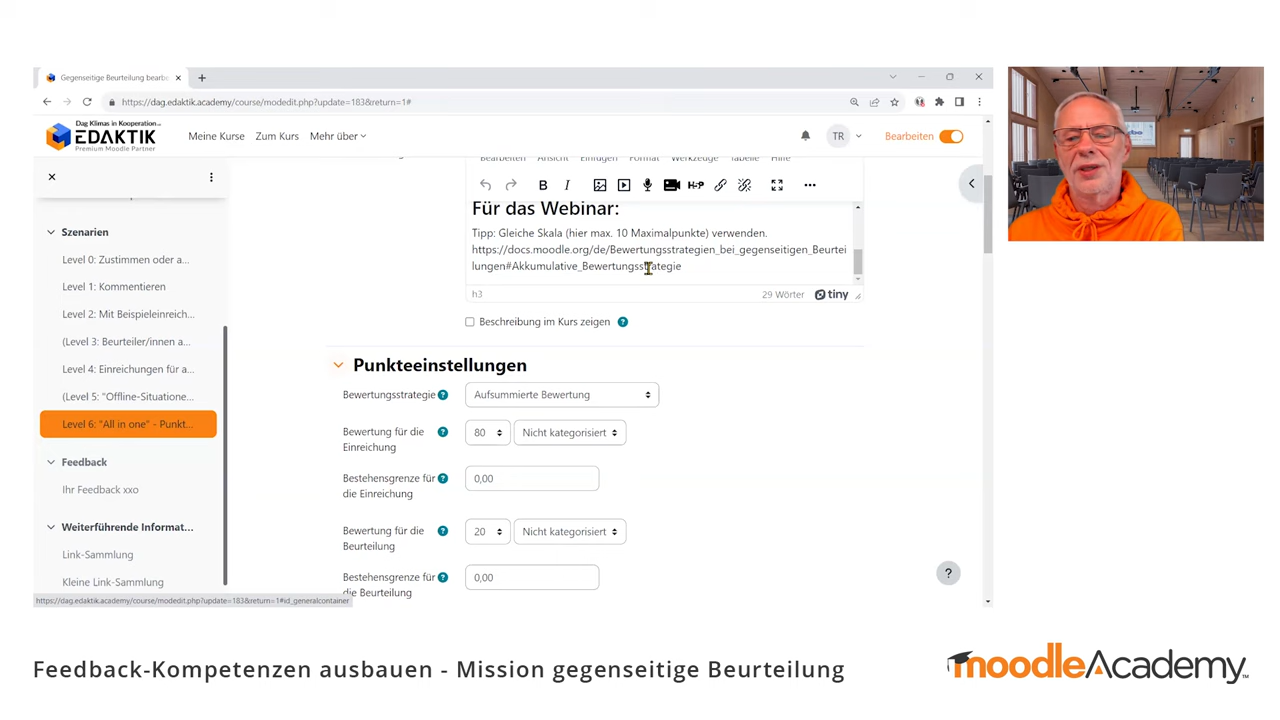 Gegenseitige Beurteilung bearbe
https://dag.edaktik.academy/course/modedit.php?update=183&return=1#
Dag Klimas in Kooperation
EDAKTIK
Premium Moodle Partner
Meine Kurse Zum Kurs Mehr über
TR
Bearbeiten
Bearbeiten Ansicht Einfügen Format Werkzeuge Tabelle Hilfe
B I H-P
Szenarien
Level 0: Zustimmen oder a...
Level 1: Kommentieren
Level 2: Mit Beispieleinreich...
(Level 3: Beurteiler/innen a...
Level 4: Einreichungen für a...
(Level 5: "Offline-Situatione...
Level 6: "All in one" - Punkt...
Feedback
Ihr Feedback xxo
Weiterführende Informat...
Link-Sammlung
Kleine Link-Sammlung
Für das Webinar:
Tipp: Gleiche Skala (hier max. 10 Maximalpunkte) verwenden.
https://docs.moodle.org/de/Bewertungsstrategien_bei_gegenseitigen_Beurtei
lungen#Akkumulative_Bewertungsstrategie
h3 29 Wörter tiny
Beschreibung im Kurs zeigen ?
Punkteeinstellungen
Bewertungsstrategie ? Aufsummierte Bewertung
Bewertung für die Einreichung ? 80 Nicht kategorisiert
Bestehensgrenze für die Einreichung ? 0,00
Bewertung für die Beurteilung ? 20 Nicht kategorisiert
Bestehensgrenze für die Beurteilung ? 0,00
?
https://dag.edaktik.academy/course/modedit.php?update=183&return=1#id_generalcontainer
Feedback-Kompetenzen ausbauen - Mission gegenseitige Beurteilung
moodleAcademy